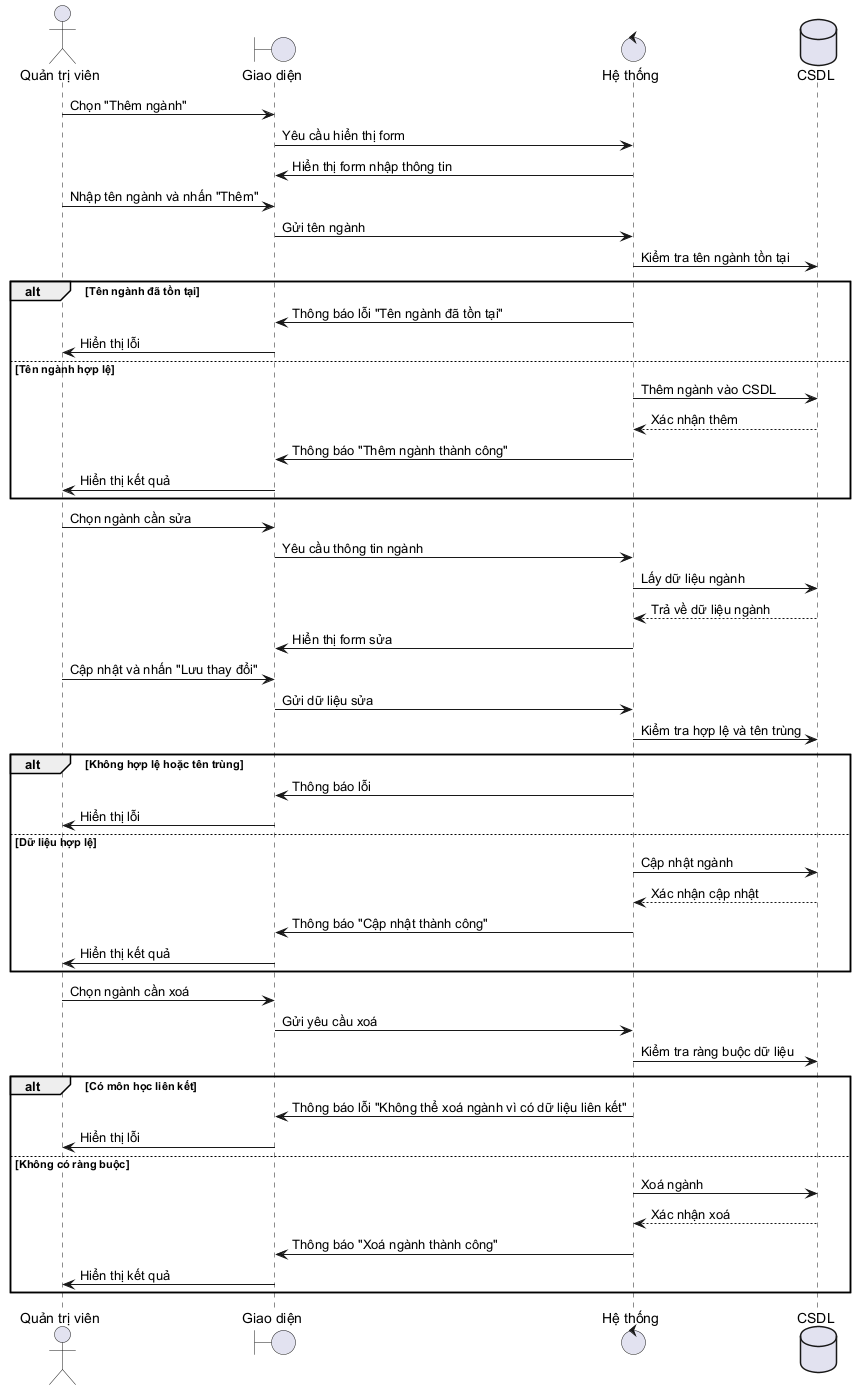 Quản trị viên
Giao diện
Hệ thống
CSDL
Chọn "Thêm ngành"
Yêu cầu hiển thị form
Hiển thị form nhập thông tin
Nhập tên ngành và nhấn "Thêm"
Gửi tên ngành
Kiểm tra tên ngành tồn tại
alt [Tên ngành đã tồn tại]
Thông báo lỗi "Tên ngành đã tồn tại"
Hiển thị lỗi
[Tên ngành hợp lệ]
Thêm ngành vào CSDL
Xác nhận thêm
Thông báo "Thêm ngành thành công"
Hiển thị kết quả
Chọn ngành cần sửa
Yêu cầu thông tin ngành
Lấy dữ liệu ngành
Trả về dữ liệu ngành
Hiển thị form sửa
Cập nhật và nhấn "Lưu thay đổi"
Gửi dữ liệu sửa
Kiểm tra hợp lệ và tên trùng
alt [Không hợp lệ hoặc tên trùng]
Thông báo lỗi
Hiển thị lỗi
[Dữ liệu hợp lệ]
Cập nhật ngành
Xác nhận cập nhật
Thông báo "Cập nhật thành công"
Hiển thị kết quả
Chọn ngành cần xoá
Gửi yêu cầu xoá
Kiểm tra ràng buộc dữ liệu
alt [Có môn học liên kết]
Thông báo lỗi "Không thể xoá ngành vì có dữ liệu liên kết"
Hiển thị lỗi
[Không có ràng buộc]
Xoá ngành
Xác nhận xoá
Thông báo "Xoá ngành thành công"
Hiển thị kết quả
Quản trị viên
Giao diện
Hệ thống
CSDL